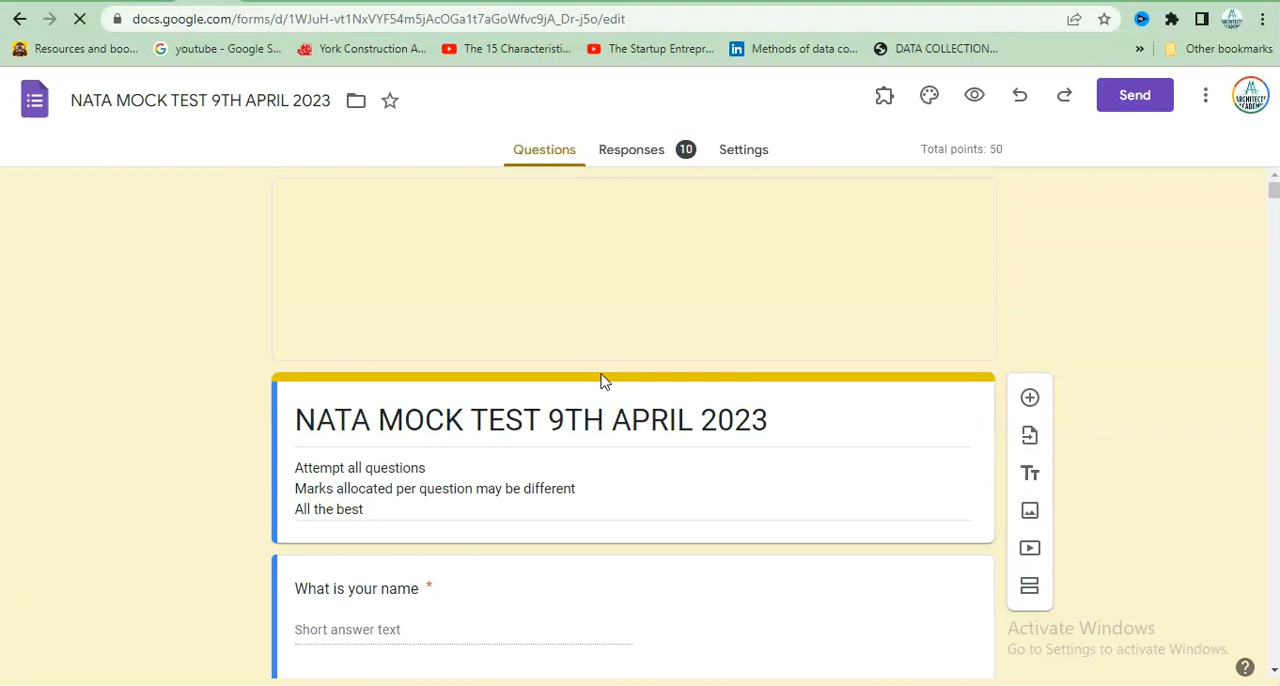 docs.google.com/forms/d/1WJuH-vt1NxVYF54m5jAcOGa1t7aGoWfvc9jA_Dr-j5o/edit
Resources and boo... youtube - Google S... York Construction A... The 15 Characteristi... The Startup Entrepr... Methods of data co... DATA COLLECTION... » Other bookmarks
NATA MOCK TEST 9TH APRIL 2023 Send
Questions Responses 10 Settings Total points: 50
NATA MOCK TEST 9TH APRIL 2023
Attempt all questions
Marks allocated per question may be different
All the best
What is your name *
Short answer text
Activate Windows
Go to Settings to activate Windows.